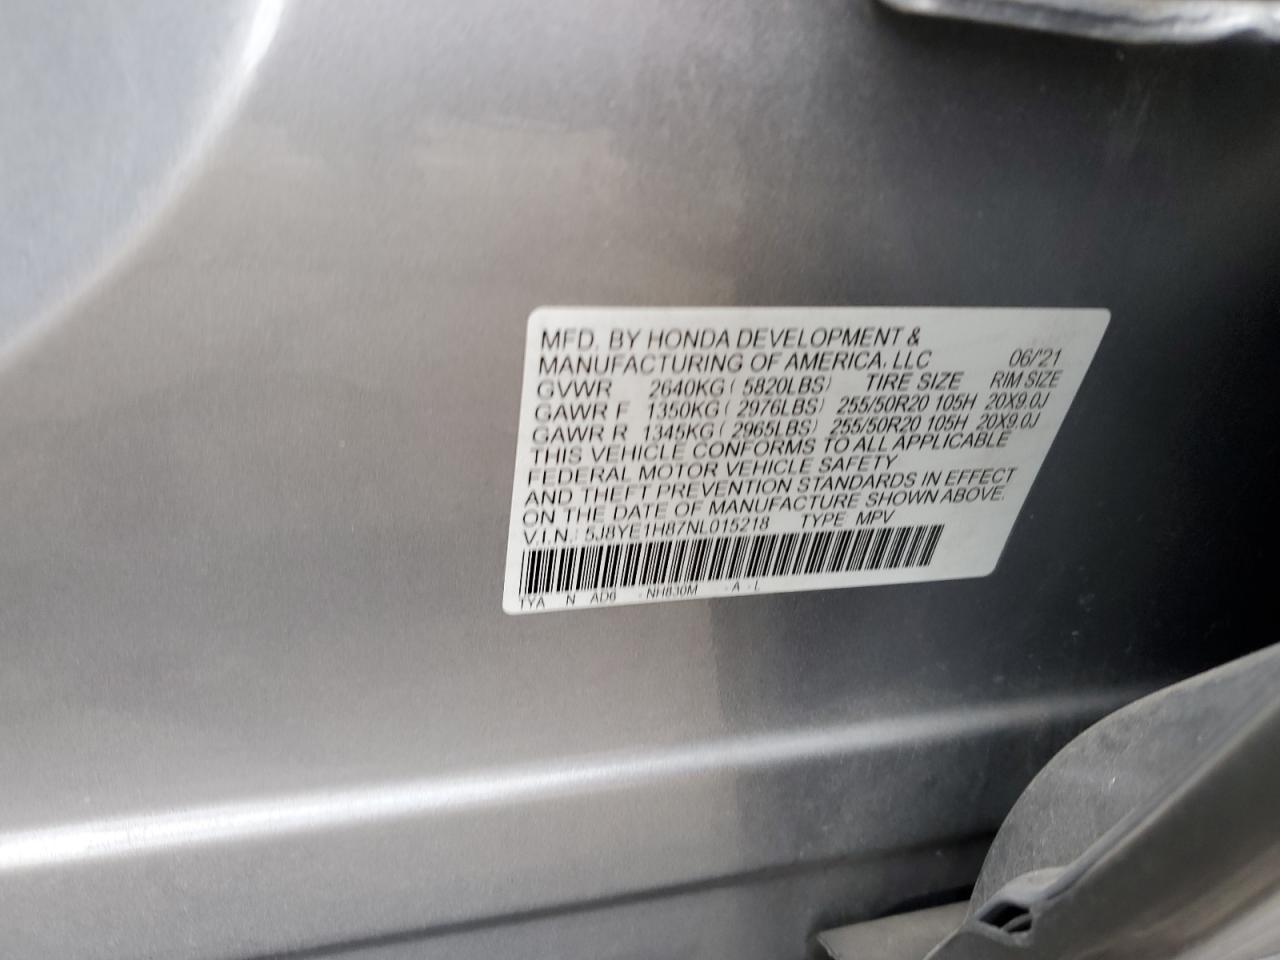 MFD. BY HONDA DEVELOPMENT &
MANUFACTURING OF AMERICA, LLC 06/'21
GVWR 2640KG ( 5820LBS) TIRE SIZE RIM SIZE
GAWR F 1350KG ( 2976LBS) 255/50R20 105H 20X9.0J
GAWR R 1345KG ( 2965LBS) 255/50R20 105H 20X9.0J
THIS VEHICLE CONFORMS TO ALL APPLICABLE
FEDERAL MOTOR VEHICLE SAFETY
AND THEFT PREVENTION STANDARDS IN EFFECT
ON THE DATE OF MANUFACTURE SHOWN ABOVE.
V.I.N.: 5J8YE1H87NL015218 TYPE MPV
TYA N AD6 - NH830M - A - L